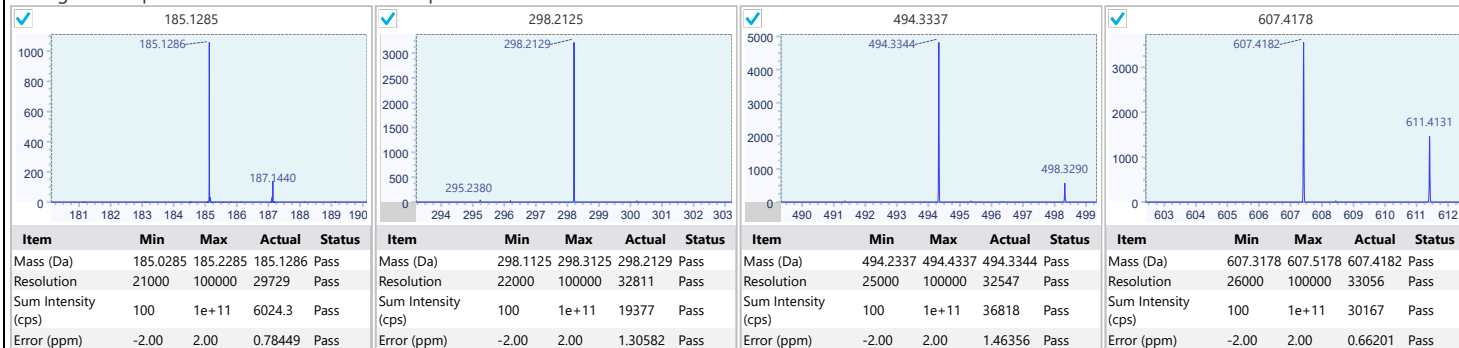 185.1285
298.2125
494.3337
607.4178
1000
800
600
400
200
0
185.1286
187.1440
181 182 183 184 185 186 187 188 189 190
3000
2500
2000
1500
1000
500
0
298.2129
295.2380
294 295 296 297 298 299 300 301 302 303
5000
4000
3000
2000
1000
0
494.3344
498.3290
490 491 492 493 494 495 496 497 498 499
3000
2000
1000
0
607.4182
611.4131
603 604 605 606 607 608 609 610 611 612
Item Min Max Actual Status
Mass (Da) 185.0285 185.2285 185.1286 Pass
Resolution 21000 100000 29729 Pass
Sum Intensity (cps) 100 1e+11 6024.3 Pass
Error (ppm) -2.00 2.00 0.78449 Pass
Item Min Max Actual Status
Mass (Da) 298.1125 298.3125 298.2129 Pass
Resolution 22000 100000 32811 Pass
Sum Intensity (cps) 100 1e+11 19377 Pass
Error (ppm) -2.00 2.00 1.30582 Pass
Item Min Max Actual Status
Mass (Da) 494.2337 494.4337 494.3344 Pass
Resolution 25000 100000 32547 Pass
Sum Intensity (cps) 100 1e+11 36818 Pass
Error (ppm) -2.00 2.00 1.46356 Pass
Item Min Max Actual Status
Mass (Da) 607.3178 607.5178 607.4182 Pass
Resolution 26000 100000 33056 Pass
Sum Intensity (cps) 100 1e+11 30167 Pass
Error (ppm) -2.00 2.00 0.66201 Pass